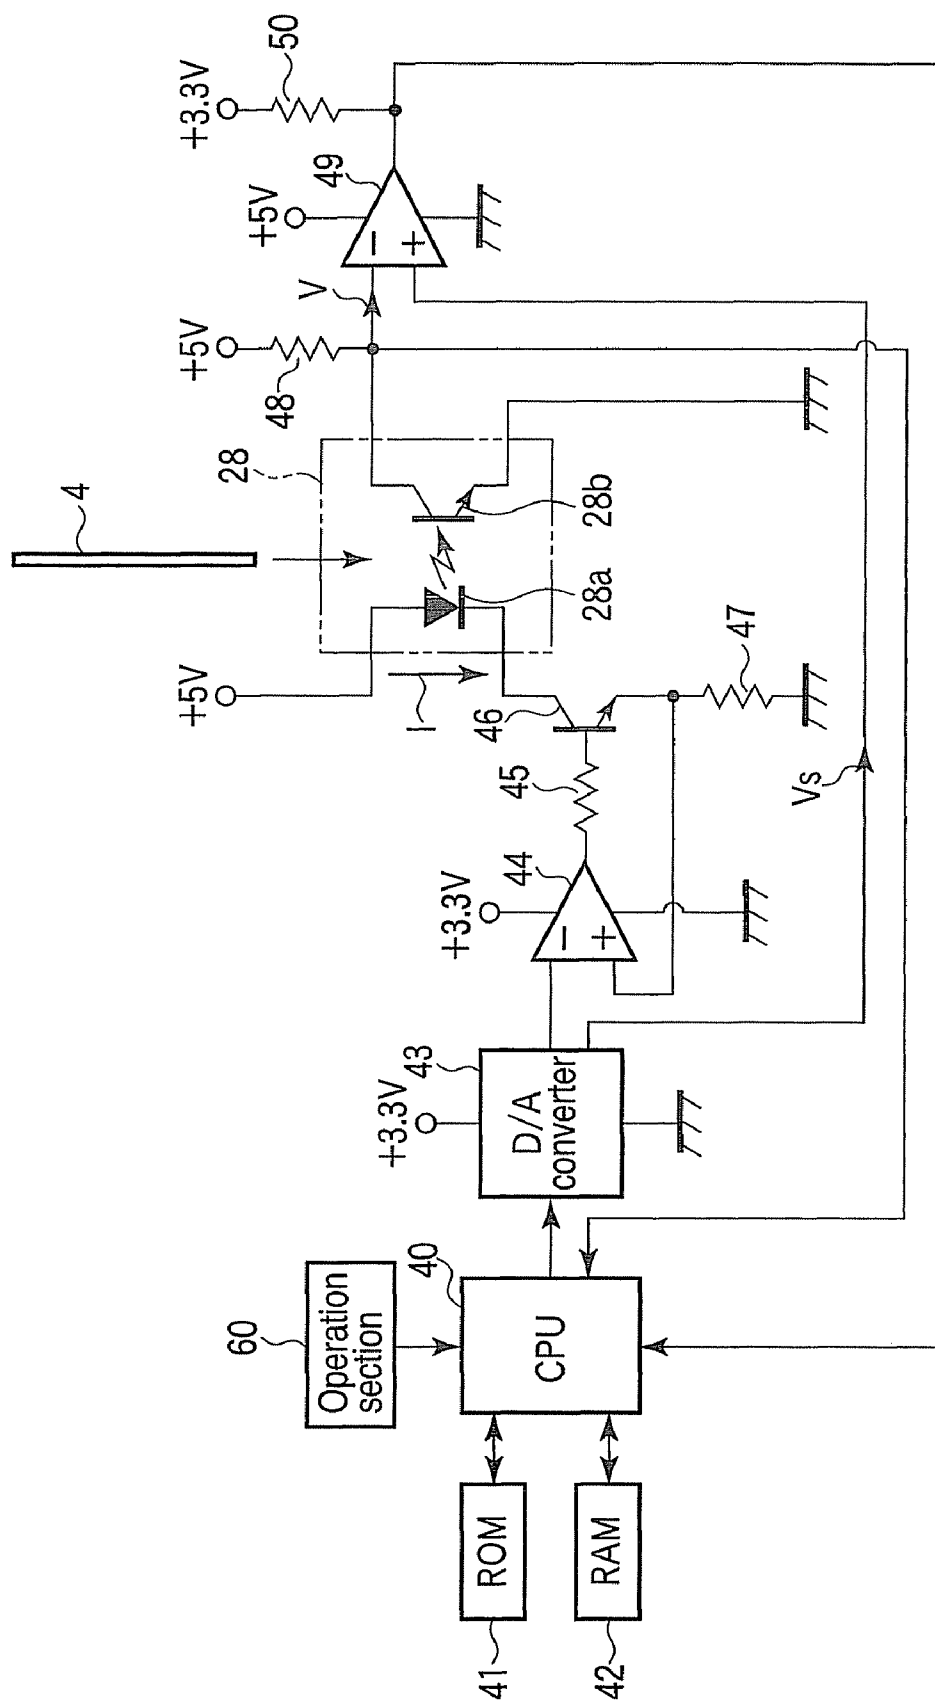 4
28
+5V
+5V
+5V
+3.3V
50
48
49
V
−
+
I
28a
28b
46
47
45
+3.3V
44
−
+
Vs
+3.3V
43
D/A
converter
60
Operation
section
40
CPU
ROM
41
RAM
42